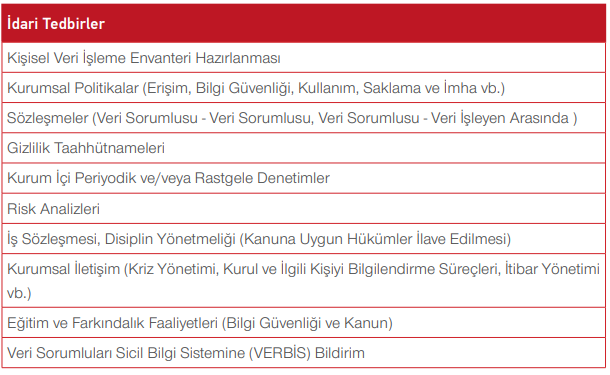 İdari Tedbirler
Kişisel Veri İşleme Envanteri Hazırlanması
Kurumsal Politikalar (Erişim, Bilgi Güvenliği, Kullanım, Saklama ve İmha vb.)
Sözleşmeler (Veri Sorumlusu - Veri Sorumlusu, Veri Sorumlusu - Veri İşleyen Arasında )
Gizlilik Taahhütnameleri
Kurum İçi Periyodik ve/veya Rastgele Denetimler
Risk Analizleri
İş Sözleşmesi, Disiplin Yönetmeliği (Kanuna Uygun Hükümler İlave Edilmesi)
Kurumsal İletişim (Kriz Yönetimi, Kurul ve İlgili Kişiyi Bilgilendirme Süreçleri, İtibar Yönetimi
vb.)
Eğitim ve Farkındalık Faaliyetleri (Bilgi Güvenliği ve Kanun)
Veri Sorumluları Sicil Bilgi Sistemine (VERBİS) Bildirim